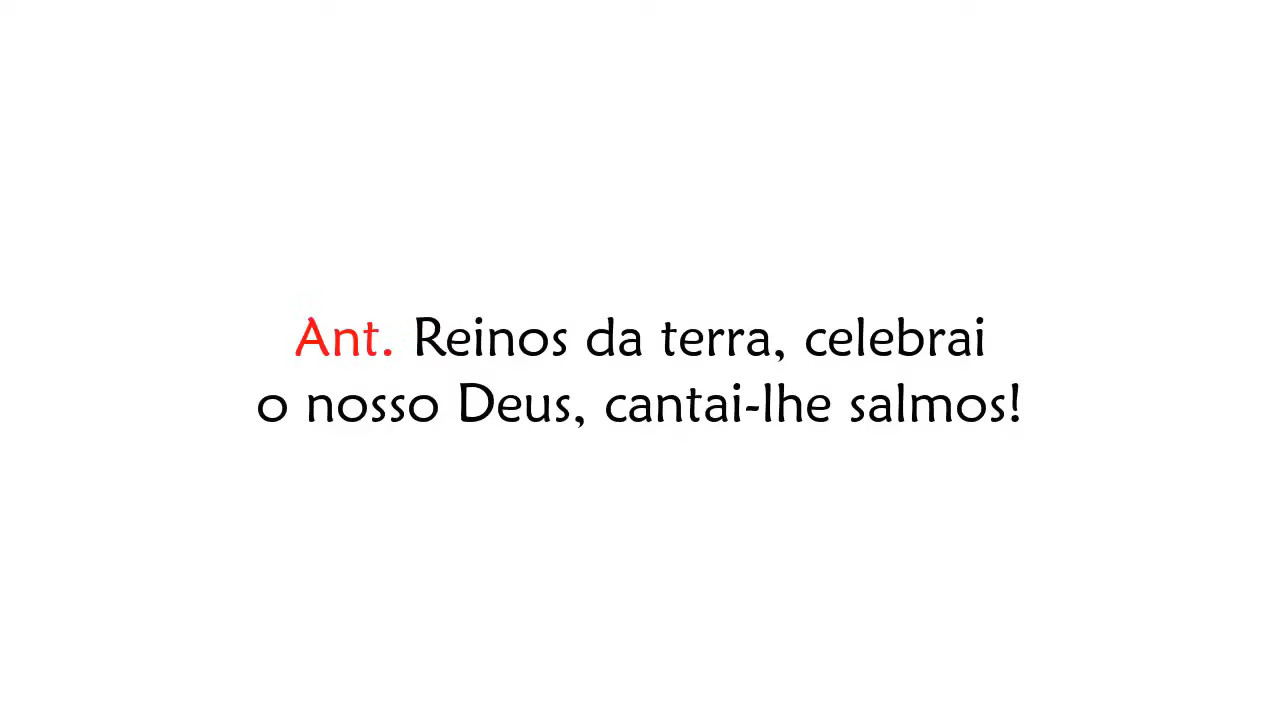 Ant. Reinos da terra, celebrai
o nosso Deus, cantai-lhe salmos!